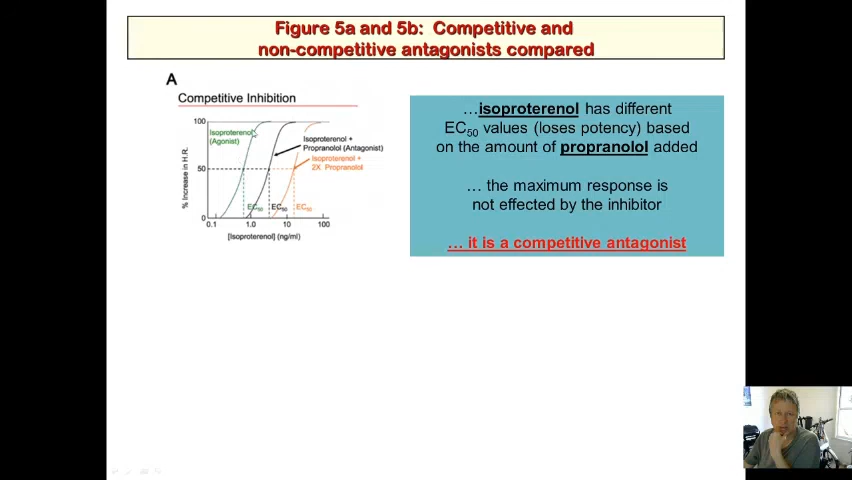 Figure 5a and 5b: Competitive and
non-competitive antagonists compared
A
Competitive Inhibition
100
50
0
% Increase in H.R.
Isoproterenol
(Agonist)
Isoproterenol +
Propranolol (Antagonist)
Isoproterenol +
2X Propranolol
EC50 EC50 EC50
0.1 1.0 10 100
[Isoproterenol] (ng/ml)
…isoproterenol has different
EC50 values (loses potency) based
on the amount of propranolol added
… the maximum response is
not effected by the inhibitor
… it is a competitive antagonist